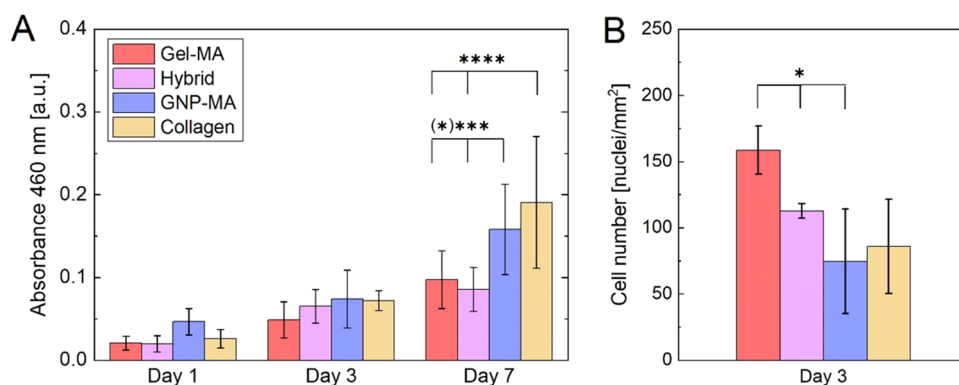 A
Absorbance 460 nm [a.u.]
0.4
0.3
0.2
0.1
0.0
Gel-MA
Hybrid
GNP-MA
Collagen
****
(*)***
Day 1
Day 3
Day 7
B
Cell number [nuclei/mm²]
250
200
150
100
50
0
*
Day 3